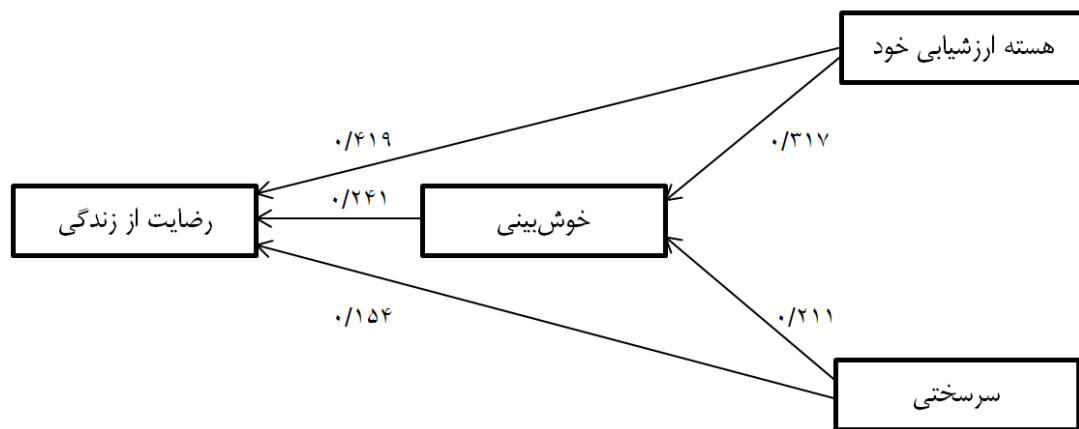 هسته ارزشیابی خود
۰/۴۱۹
۰/۳۱۷
۰/۲۴۱
خوش‌بینی
رضایت از زندگی
۰/۱۵۴
۰/۲۱۱
سرسختی